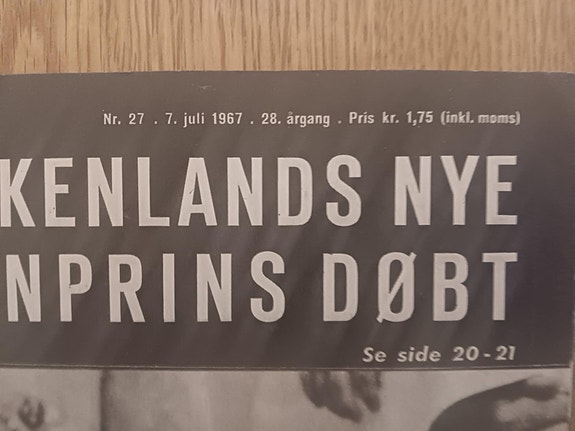 Nr. 27 . 7. juli 1967 . 28. årgang . Pris kr. 1,75 (inkl. moms)
KENLANDS NYE
NPRINS DØBT
Se side 20-21